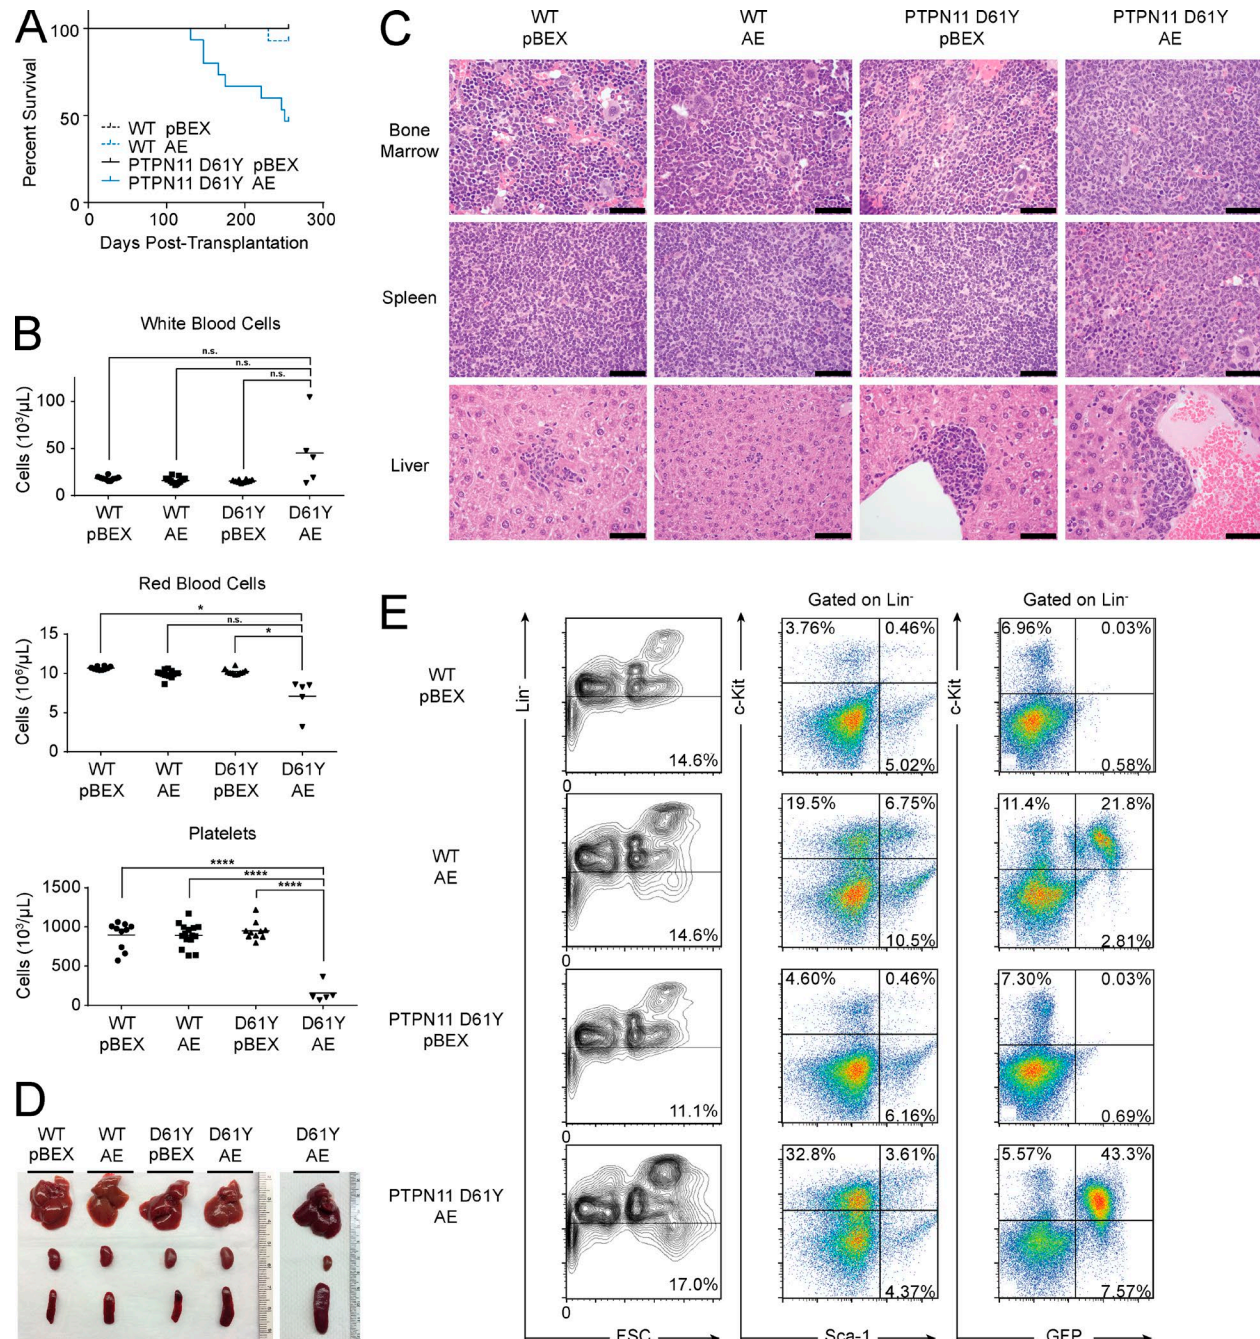 A
Percent Survival
100
50
0
WT pBEX
WT AE
PTPN11 D61Y pBEX
PTPN11 D61Y AE
0 100 200 300
Days Post-Transplantation
B
White Blood Cells
n.s.
n.s.
n.s.
Cells (10³/µL)
100
50
0
WT pBEX
WT AE
D61Y pBEX
D61Y AE
Red Blood Cells
*
n.s.
*
Cells (10⁶/µL)
15
10
5
0
WT pBEX
WT AE
D61Y pBEX
D61Y AE
Platelets
****
****
****
Cells (10³/µL)
1500
1000
500
0
WT pBEX
WT AE
D61Y pBEX
D61Y AE
C
WT pBEX
WT AE
PTPN11 D61Y pBEX
PTPN11 D61Y AE
Bone Marrow
Spleen
Liver
D
WT pBEX
WT AE
D61Y pBEX
D61Y AE
D61Y AE
E
Gated on Lin⁻
Gated on Lin⁻
WT pBEX
Lin⁻
c-Kit
c-Kit
14.6%
0
3.76% 0.46%
5.02%
6.96% 0.03%
0.58%
WT AE
14.6%
0
19.5% 6.75%
10.5%
11.4% 21.8%
2.81%
PTPN11 D61Y pBEX
11.1%
0
4.60% 0.46%
6.16%
7.30% 0.03%
0.69%
PTPN11 D61Y AE
17.0%
0
32.8% 3.61%
4.37%
5.57% 43.3%
7.57%
FSC
Sca-1
GFP